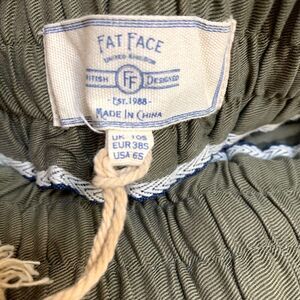 FAT FACE
UNITED KINGDOM
BRITISH FF DESIGNED
- EST. 1988 -
MADE IN CHINA
UK 10S
EUR 38S
USA 6S